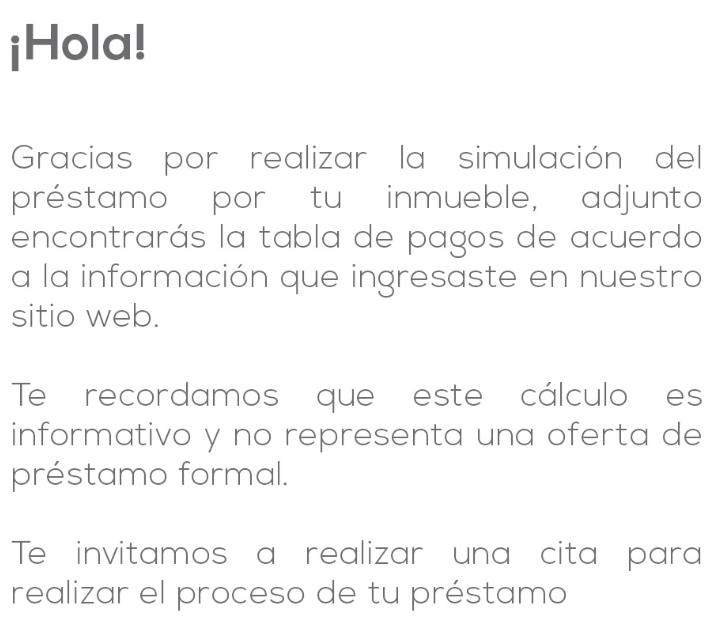 ¡Hola!
Gracias por realizar la simulación del
préstamo por tu inmueble, adjunto
encontrarás la tabla de pagos de acuerdo
a la información que ingresaste en nuestro
sitio web.
Te recordamos que este cálculo es
informativo y no representa una oferta de
préstamo formal.
Te invitamos a realizar una cita para
realizar el proceso de tu préstamo